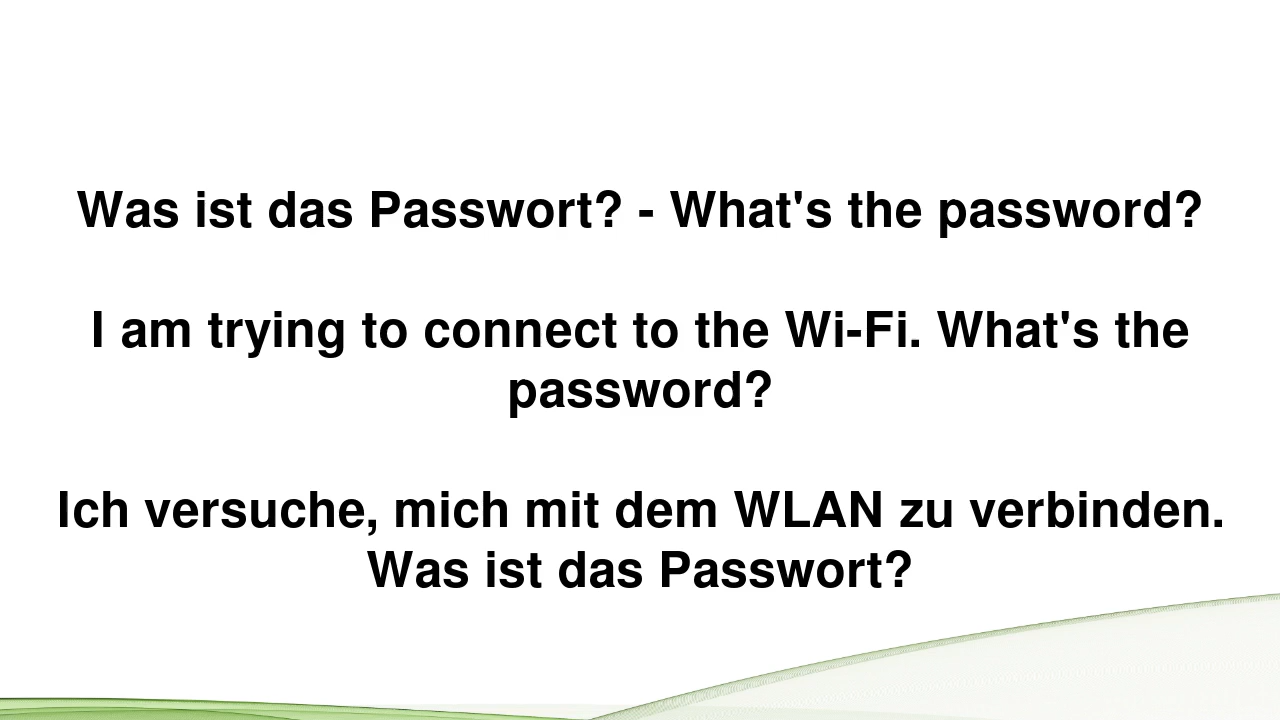 Was ist das Passwort? - What's the password?
I am trying to connect to the Wi-Fi. What's the
password?
Ich versuche, mich mit dem WLAN zu verbinden.
Was ist das Passwort?